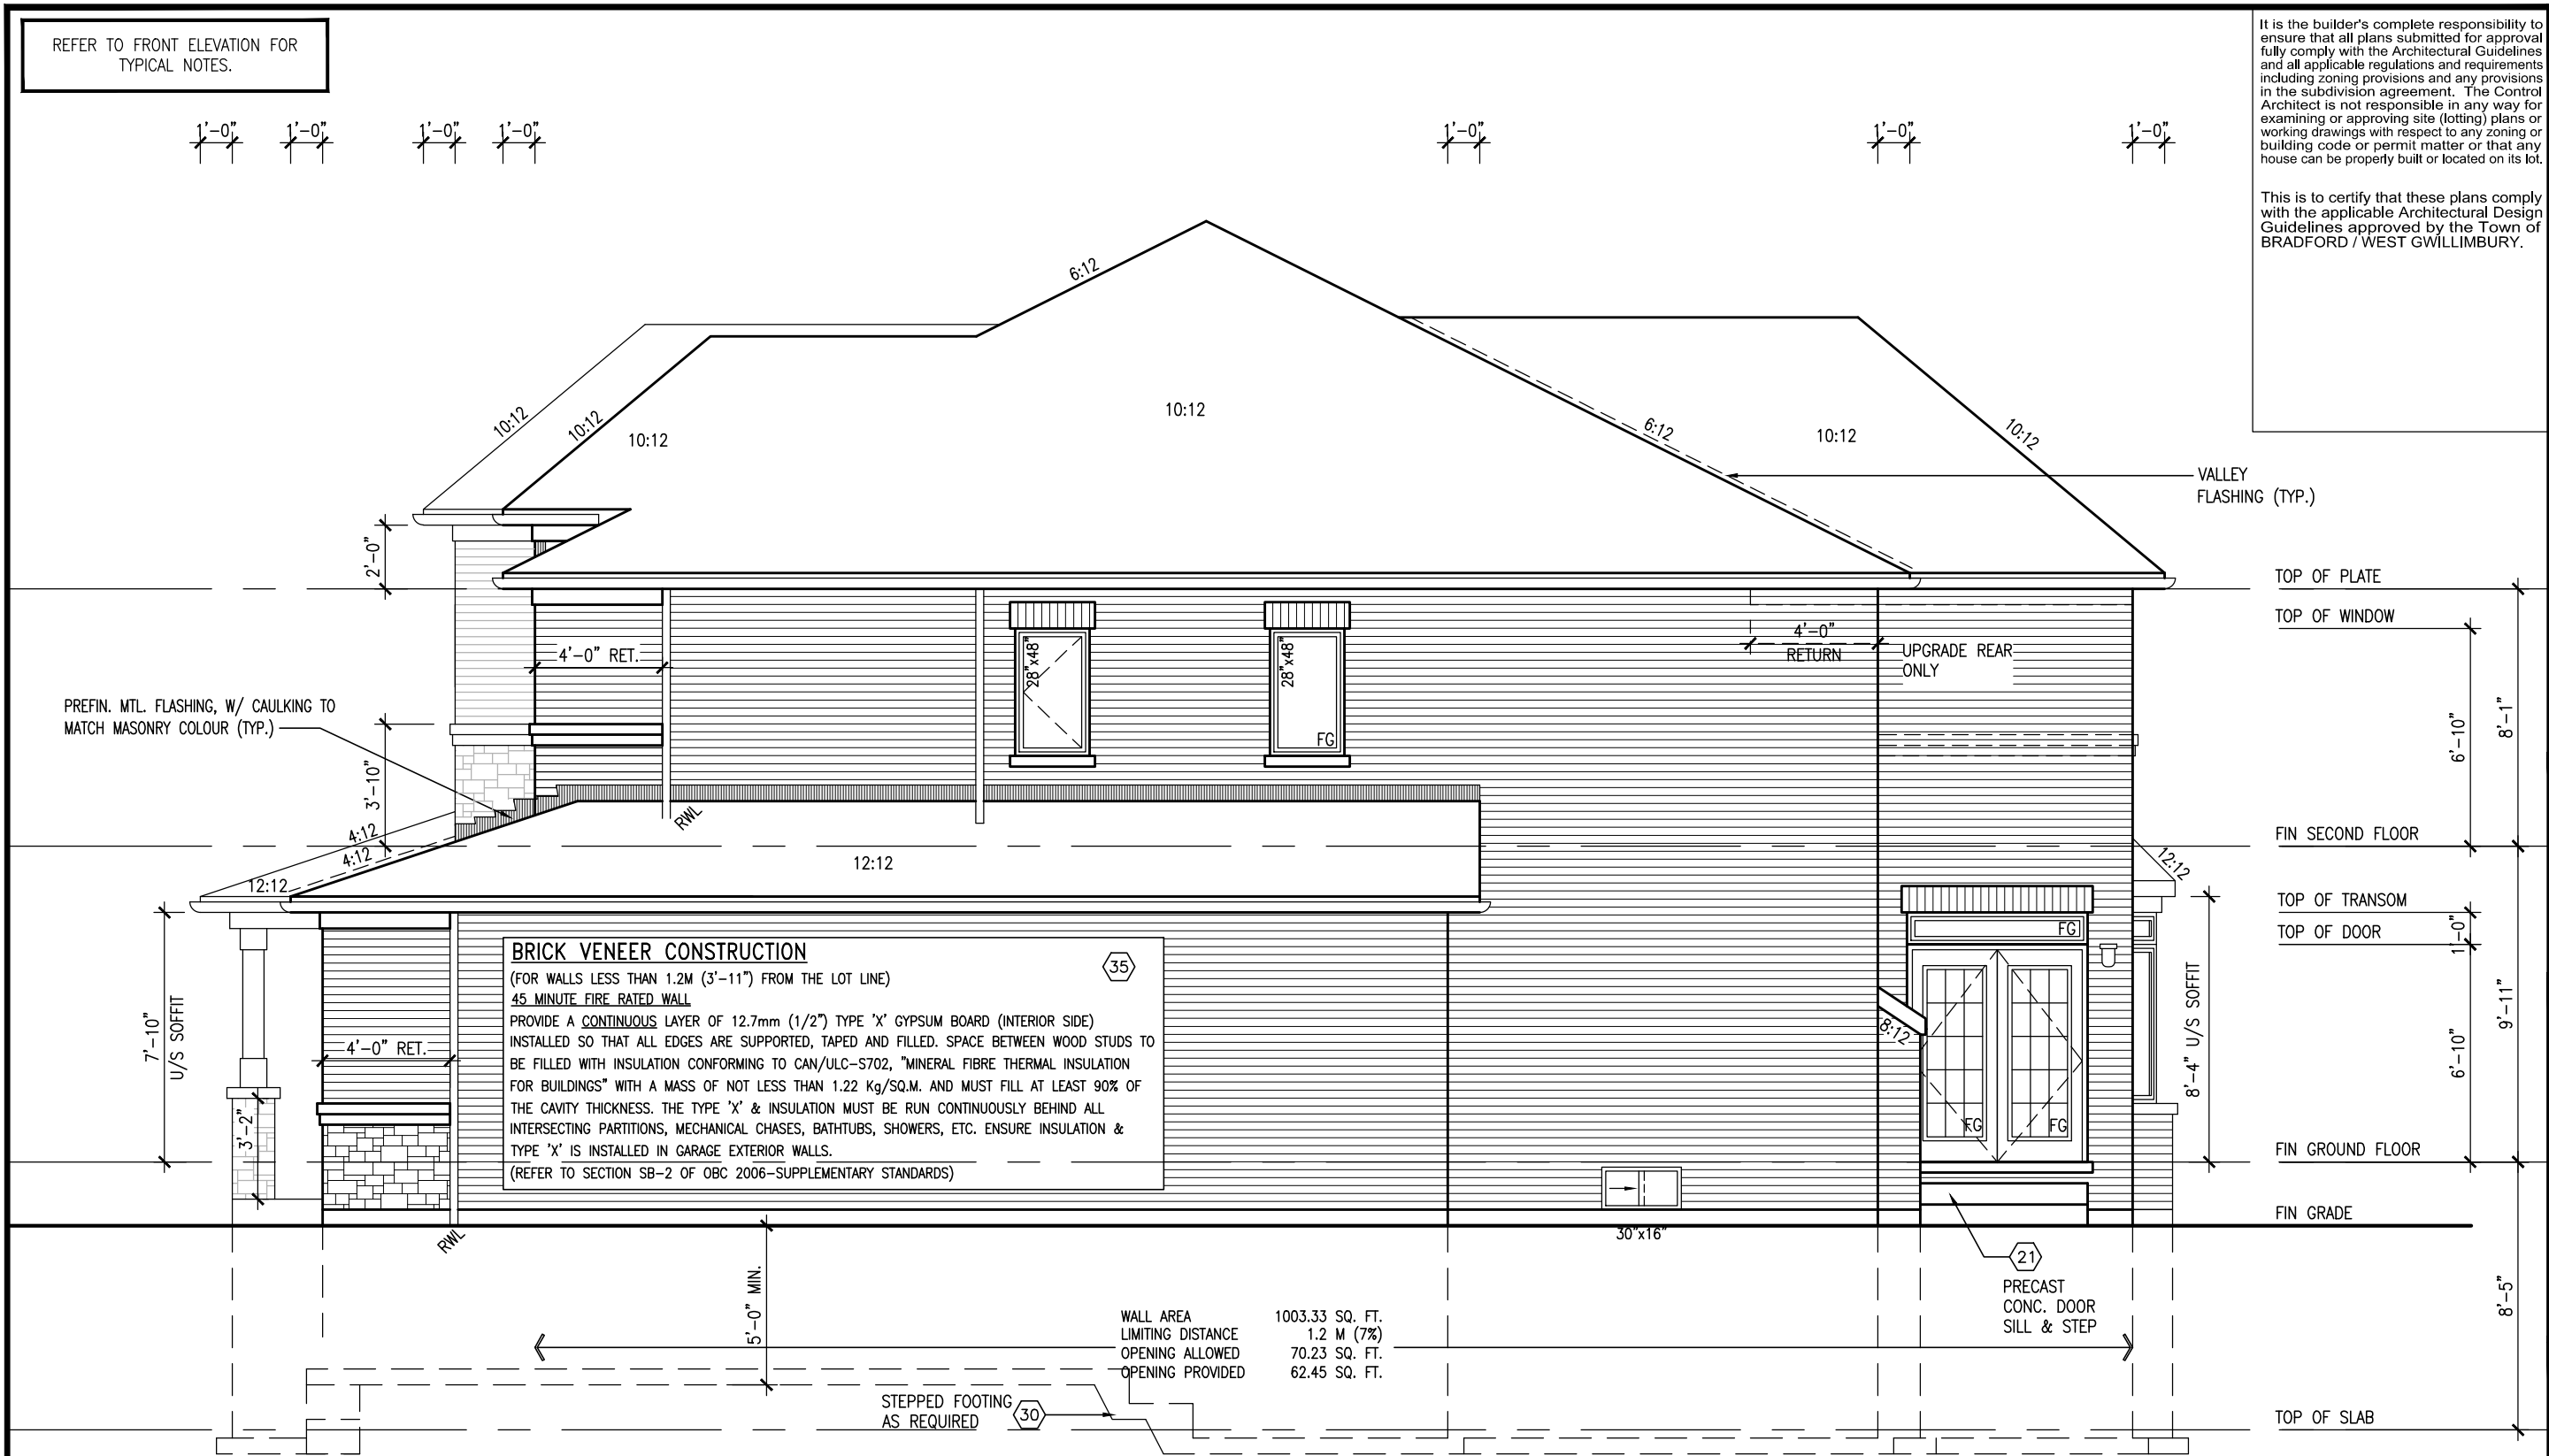 REFER TO FRONT ELEVATION FOR
TYPICAL NOTES.
It is the builder's complete responsibility to
ensure that all plans submitted for approval
fully comply with the Architectural Guidelines
and all applicable regulations and requirements
including zoning provisions and any provisions
in the subdivision agreement. The Control
Architect is not responsible in any way for
examining or approving site (lotting) plans or
working drawings with respect to any zoning or
building code or permit matter or that any
house can be properly built or located on its lot.
This is to certify that these plans comply
with the applicable Architectural Design
Guidelines approved by the Town of
BRADFORD / WEST GWILLIMBURY.
1'-0" 1'-0" 1'-0" 1'-0" 1'-0" 1'-0" 1'-0"
6:12
10:12
10:12
10:12
10:12
6:12
10:12
10:12
VALLEY
FLASHING (TYP.)
2'-0"
TOP OF PLATE
TOP OF WINDOW
4'-0" RET.
28"x48"
28"x48"
FG
4'-0"
RETURN
UPGRADE REAR
ONLY
PREFIN. MTL. FLASHING, W/ CAULKING TO
MATCH MASONRY COLOUR (TYP.)
3'-10"
6'-10"
8'-1"
RWL
4:12
4:12
12:12
12:12
12:12
FIN SECOND FLOOR
TOP OF TRANSOM
TOP OF DOOR
1'-0"
FG
7'-10"
U/S SOFFIT
4'-0" RET.
3'-2"
BRICK VENEER CONSTRUCTION
35
(FOR WALLS LESS THAN 1.2M (3'-11") FROM THE LOT LINE)
45 MINUTE FIRE RATED WALL
PROVIDE A CONTINUOUS LAYER OF 12.7mm (1/2") TYPE 'X' GYPSUM BOARD (INTERIOR SIDE)
INSTALLED SO THAT ALL EDGES ARE SUPPORTED, TAPED AND FILLED. SPACE BETWEEN WOOD STUDS TO
BE FILLED WITH INSULATION CONFORMING TO CAN/ULC-S702, "MINERAL FIBRE THERMAL INSULATION
FOR BUILDINGS" WITH A MASS OF NOT LESS THAN 1.22 Kg/SQ.M. AND MUST FILL AT LEAST 90% OF
THE CAVITY THICKNESS. THE TYPE 'X' & INSULATION MUST BE RUN CONTINUOUSLY BEHIND ALL
INTERSECTING PARTITIONS, MECHANICAL CHASES, BATHTUBS, SHOWERS, ETC. ENSURE INSULATION &
TYPE 'X' IS INSTALLED IN GARAGE EXTERIOR WALLS.
(REFER TO SECTION SB-2 OF OBC 2006-SUPPLEMENTARY STANDARDS)
8:12
FG
FG
8'-4" U/S SOFFIT
6'-10"
9'-11"
FIN GROUND FLOOR
FIN GRADE
RWL
30"x16"
5'-0" MIN.
21
PRECAST
CONC. DOOR
SILL & STEP
8'-5"
WALL AREA 1003.33 SQ. FT.
LIMITING DISTANCE 1.2 M (7%)
OPENING ALLOWED 70.23 SQ. FT.
OPENING PROVIDED 62.45 SQ. FT.
STEPPED FOOTING
AS REQUIRED
30
TOP OF SLAB